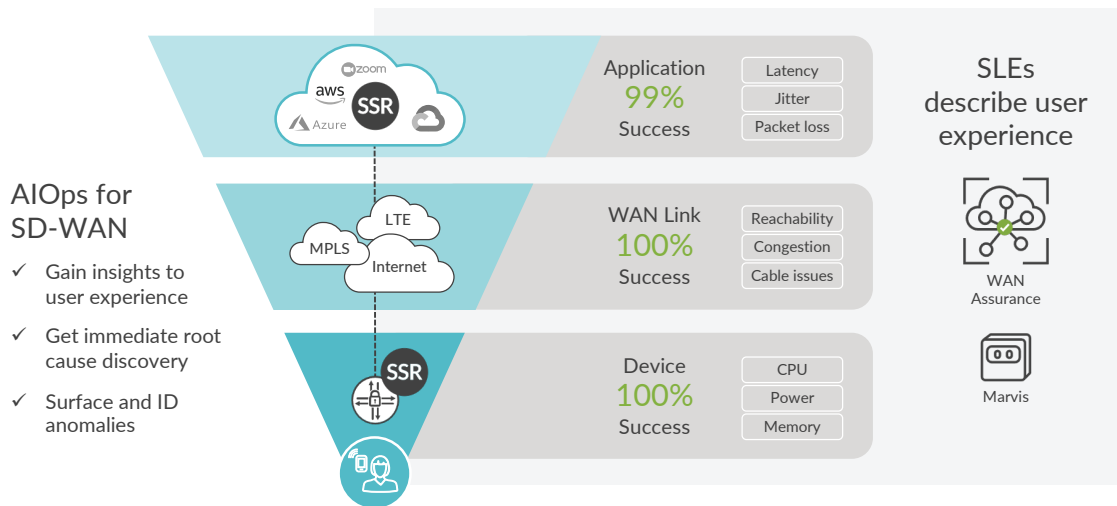 AIOps for
SD-WAN
✓ Gain insights to
user experience
✓ Get immediate root
cause discovery
✓ Surface and ID
anomalies
zoom
aws
SSR
Azure
LTE
MPLS
Internet
SSR
Application
99%
Success
Latency
Jitter
Packet loss
WAN Link
100%
Success
Reachability
Congestion
Cable issues
Device
100%
Success
CPU
Power
Memory
SLEs
describe user
experience
WAN
Assurance
Marvis